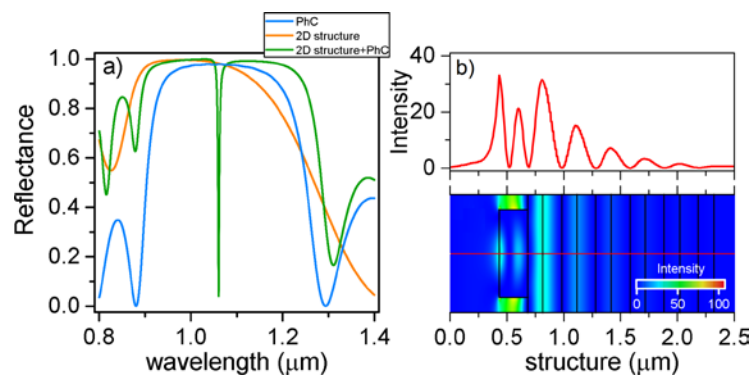 PhC
2D structure
2D structure+PhC
a)
1.0
0.8
0.6
0.4
0.2
0.0
Reflectance
0.8 1.0 1.2 1.4
wavelength (μm)
b)
40
20
0
Intensity
Intensity
0 50 100
0.0 0.5 1.0 1.5 2.0 2.5
structure (μm)